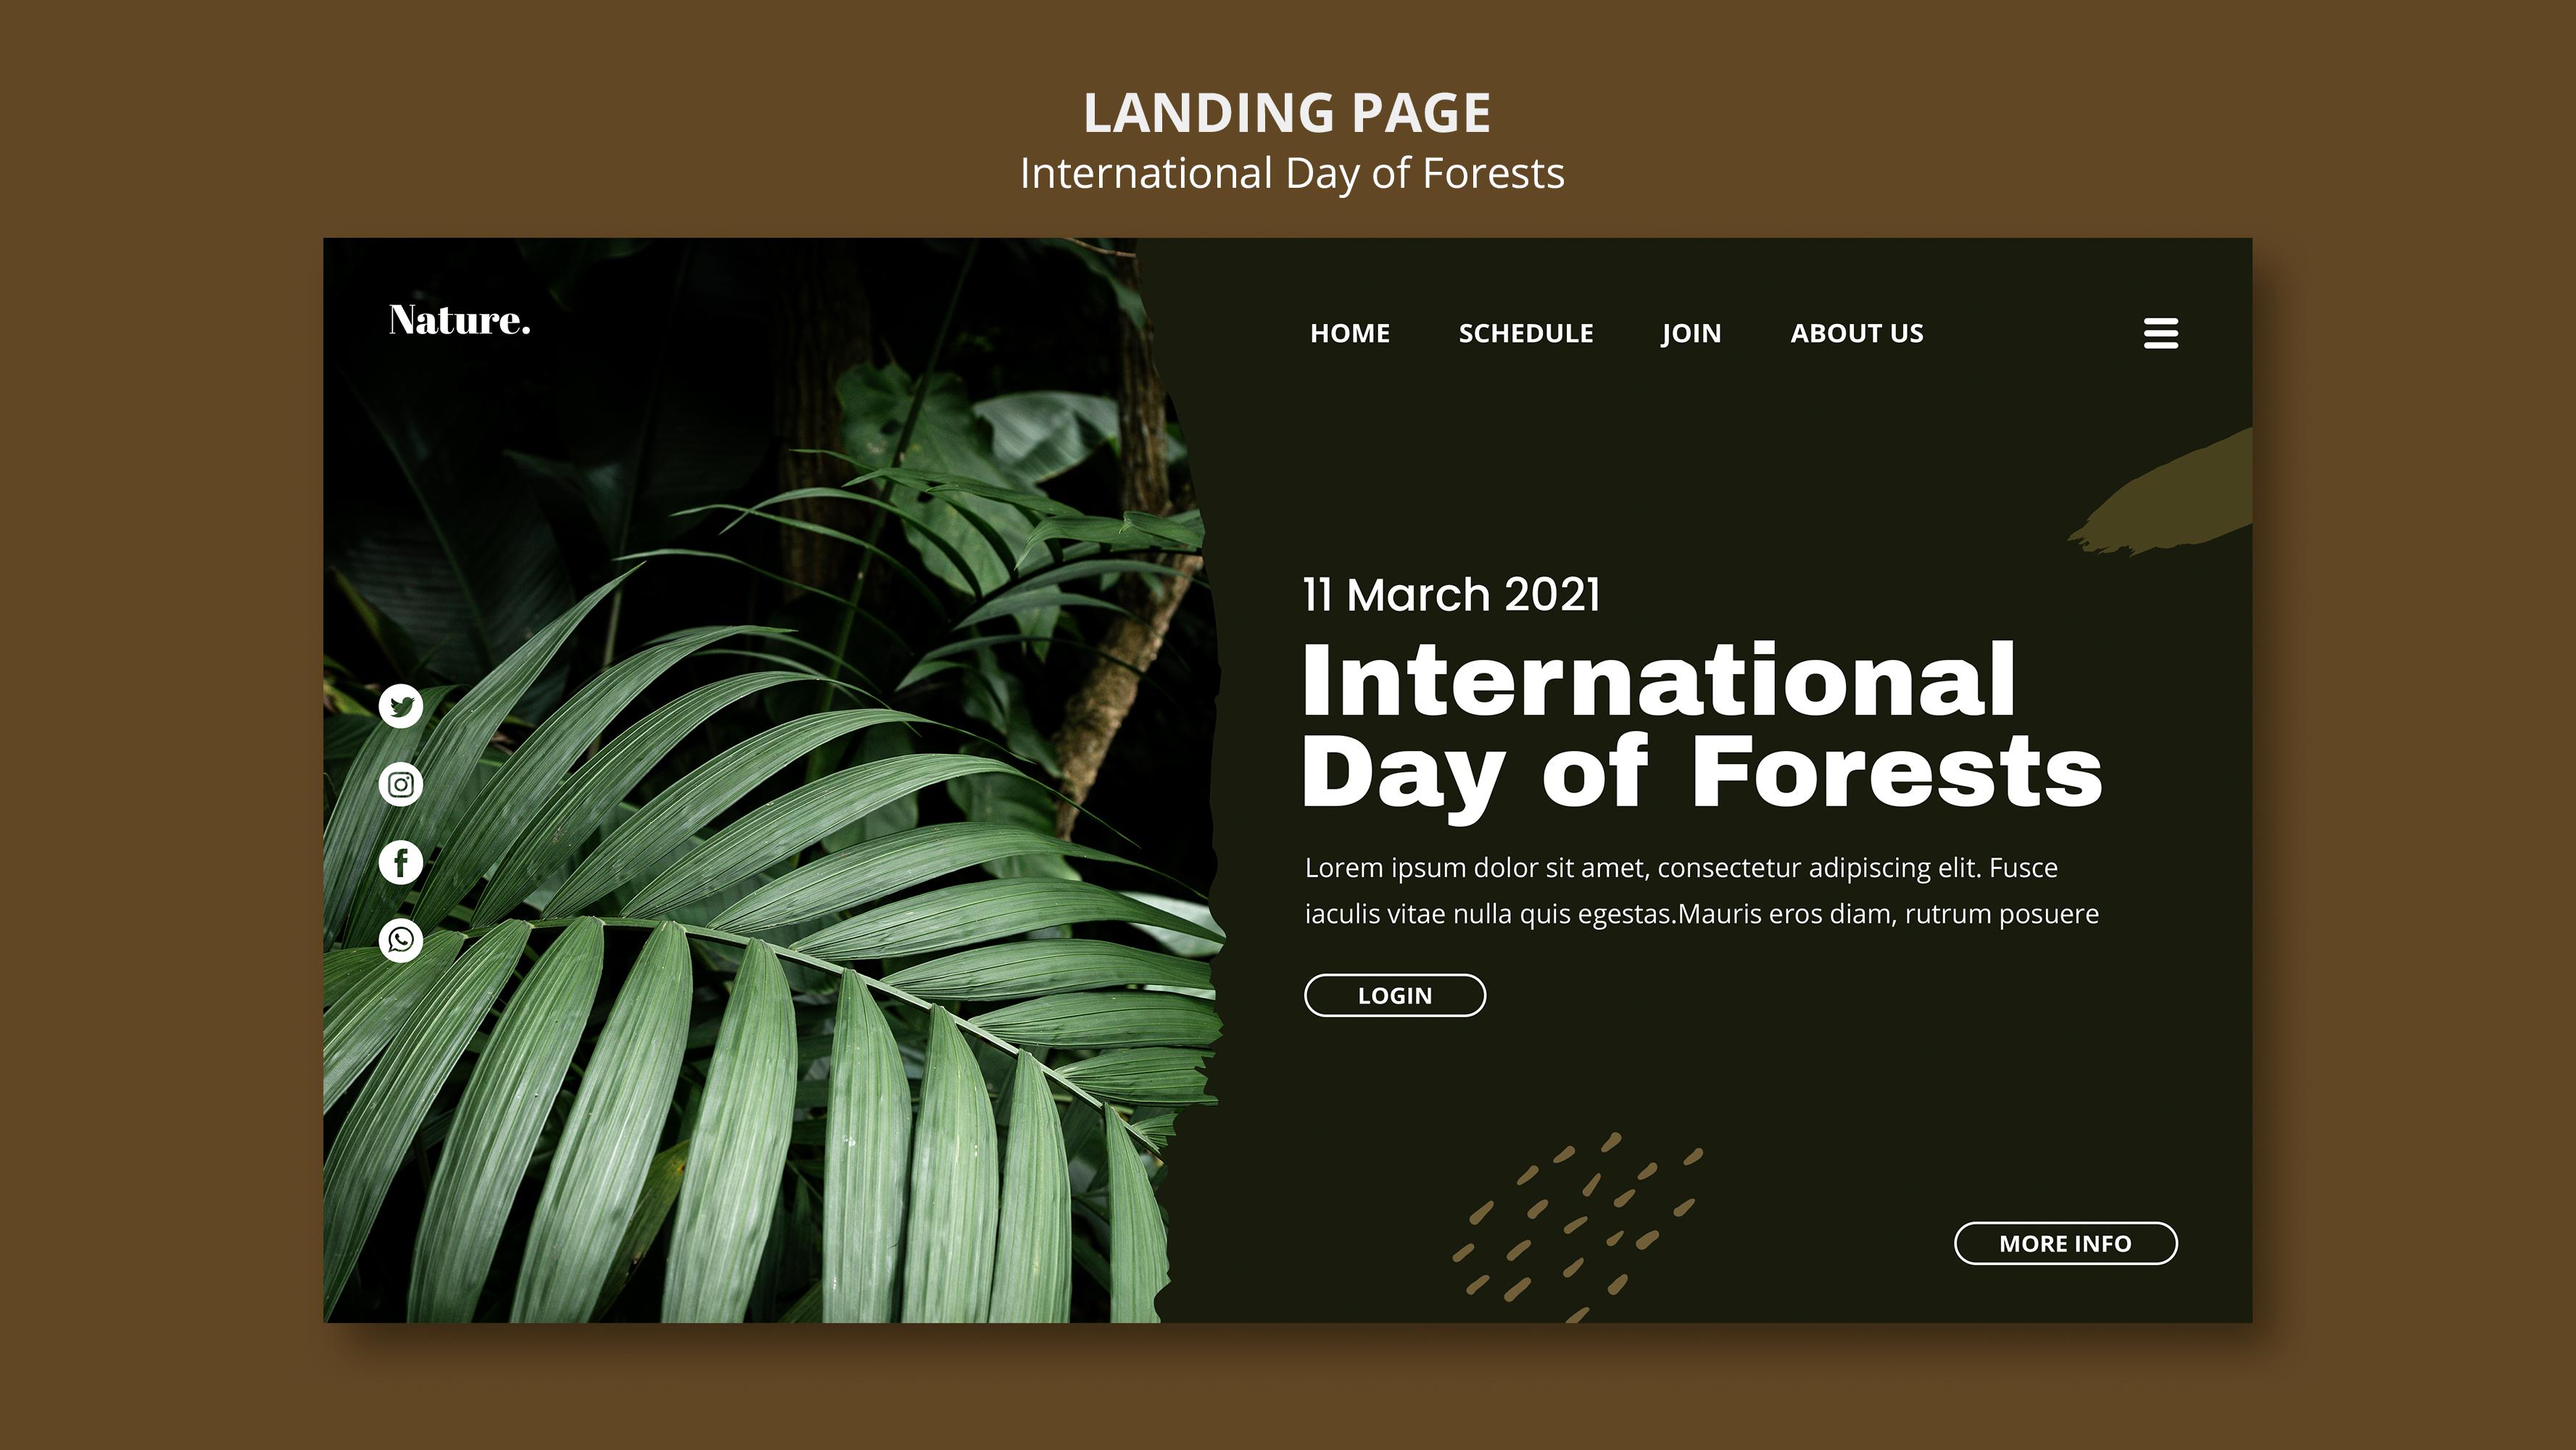 LANDING PAGE
International Day of Forests
Nature.
HOME SCHEDULE JOIN ABOUT US
11 March 2021
International
Day of Forests
Lorem ipsum dolor sit amet, consectetur adipiscing elit. Fusce
iaculis vitae nulla quis egestas.Mauris eros diam, rutrum posuere
LOGIN
MORE INFO